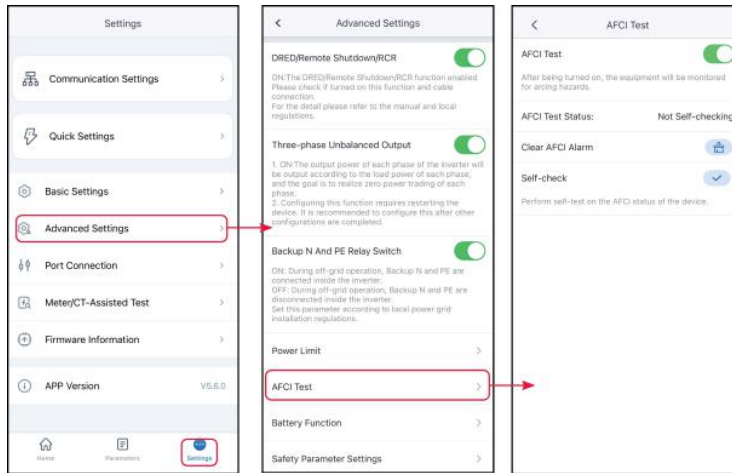 Settings
Communication Settings
Quick Settings
Basic Settings
Advanced Settings
Port Connection
Meter/CT-Assisted Test
Firmware Information
APP Version V5.6.0
Home Parameters Settings
Advanced Settings
DRED/Remote Shutdown/RCR
ON:The DRED/Remote Shutdown/RCR function enabled
Please check if turned on this function and cable
connection.
For the detail please refer to the manual and local
regulations.
Three-phase Unbalanced Output
1. ON:The output power of each phase of the inverter will
be output according to the load power of each phase,
and the goal is to realize zero power trading of each
phase.
2. Configuring this function requires restarting the
device. It is recommended to configure this after other
configurations are completed.
Backup N And PE Relay Switch
ON: During off-grid operation, Backup N and PE are
connected inside the inverter.
OFF: During off-grid operation, Backup N and PE are
disconnected inside the inverter.
Set this parameter according to local power grid
installation regulations.
Power Limit
AFCI Test
Battery Function
Safety Parameter Settings
AFCI Test
AFCI Test
After being turned on, the equipment will be monitored
for arcing hazards.
AFCI Test Status: Not Self-checking
Clear AFCI Alarm
Self-check
Perform self-test on the AFCI status of the device.